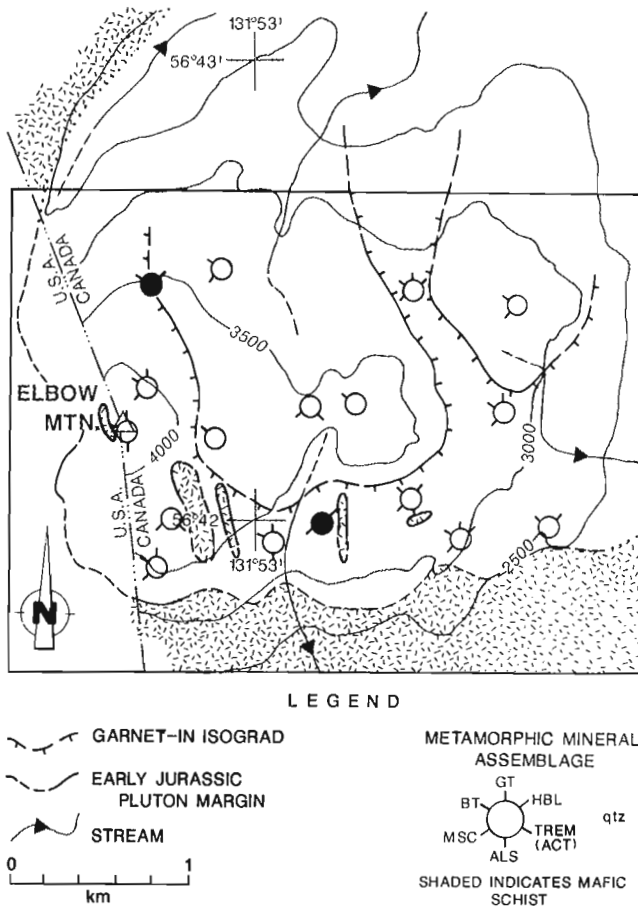 131°53'
56°43'
U.S.A.
CANADA
3500
ELBOW
MTN.
4000
3000
U.S.A.
CANADA
56°42'
131°53'
2500
N
LEGEND
GARNET-IN ISOGRAD
EARLY JURASSIC
PLUTON MARGIN
STREAM
0 1
km
METAMORPHIC MINERAL
ASSEMBLAGE
GT
BT HBL
qtz
MSC TREM
(ACT)
ALS
SHADED INDICATES MAFIC
SCHIST